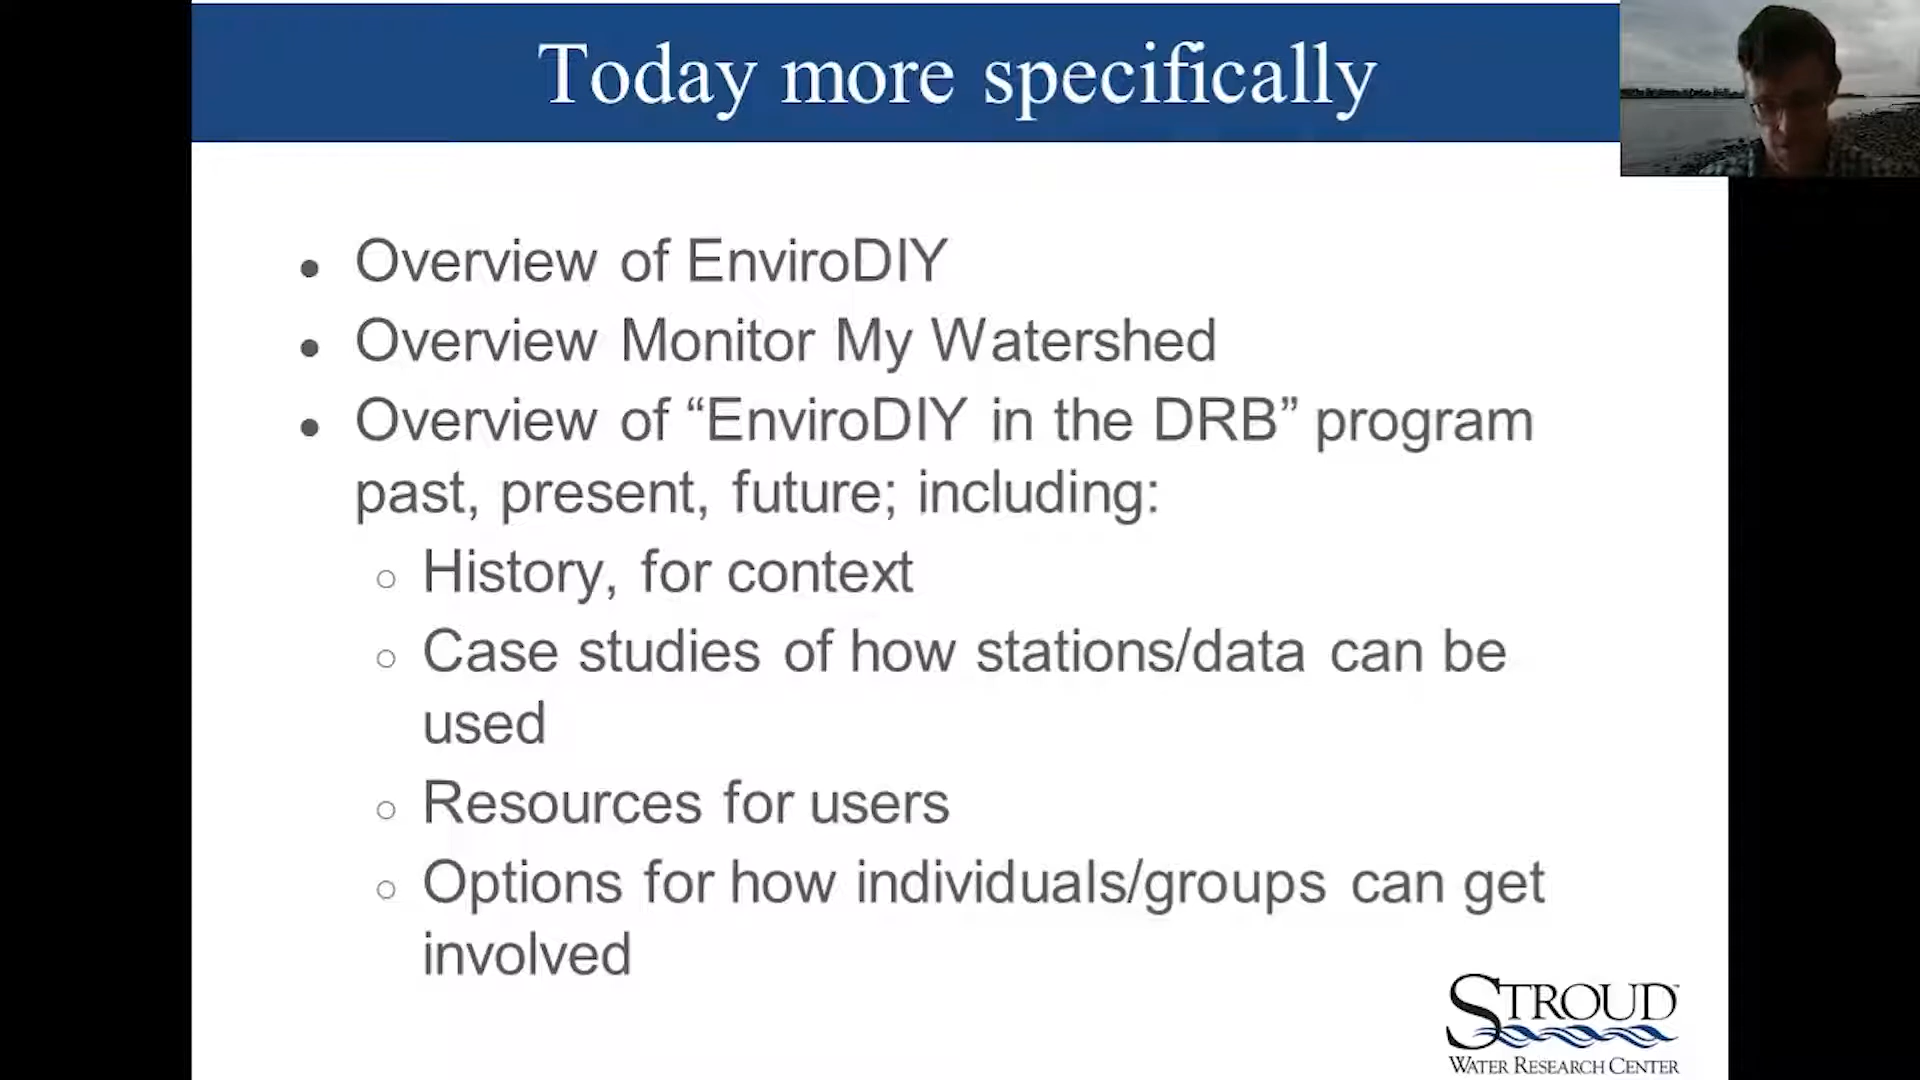 Today more specifically
• Overview of EnviroDIY
• Overview Monitor My Watershed
• Overview of “EnviroDIY in the DRB” program
past, present, future; including:
○ History, for context
○ Case studies of how stations/data can be
used
○ Resources for users
○ Options for how individuals/groups can get
involved
STROUD™
WATER RESEARCH CENTER